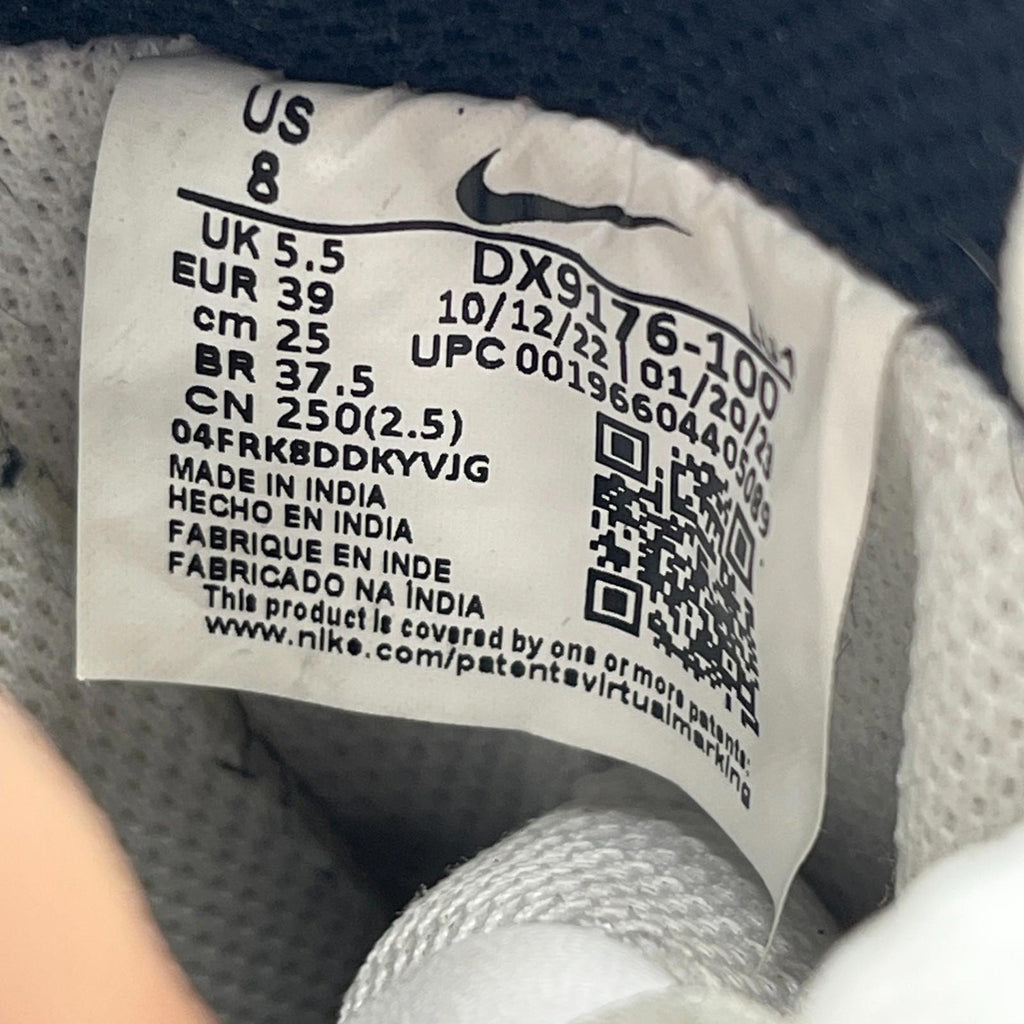 US
8
UK 5.5
EUR 39
cm 25
BR 37.5
CN 250(2.5)
DX9176-100
10/12/22 | 01/20/23
UPC 00196604405089
04FRK8DDKYVJG
MADE IN INDIA
HECHO EN INDIA
FABRIQUE EN INDE
FABRICADO NA ÍNDIA
This product is covered by one or more patents:
www.nike.com/patentsvirtualmarking